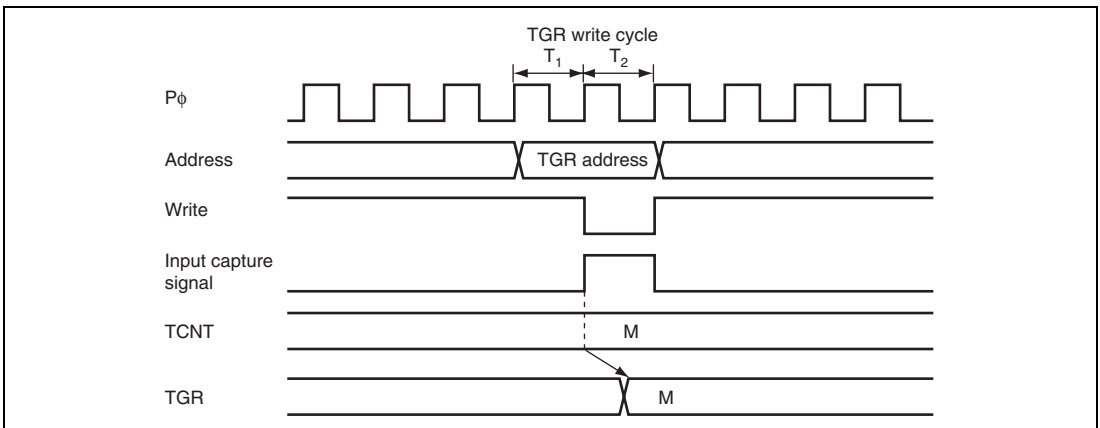 TGR write cycle
T1 T2
Pϕ
Address
TGR address
Write
Input capture
signal
TCNT
M
TGR
M